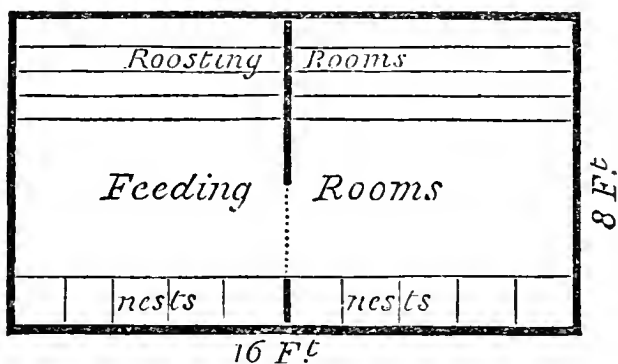 Roosting Rooms
Feeding Rooms
8 Ft
nests nests
16 Ft